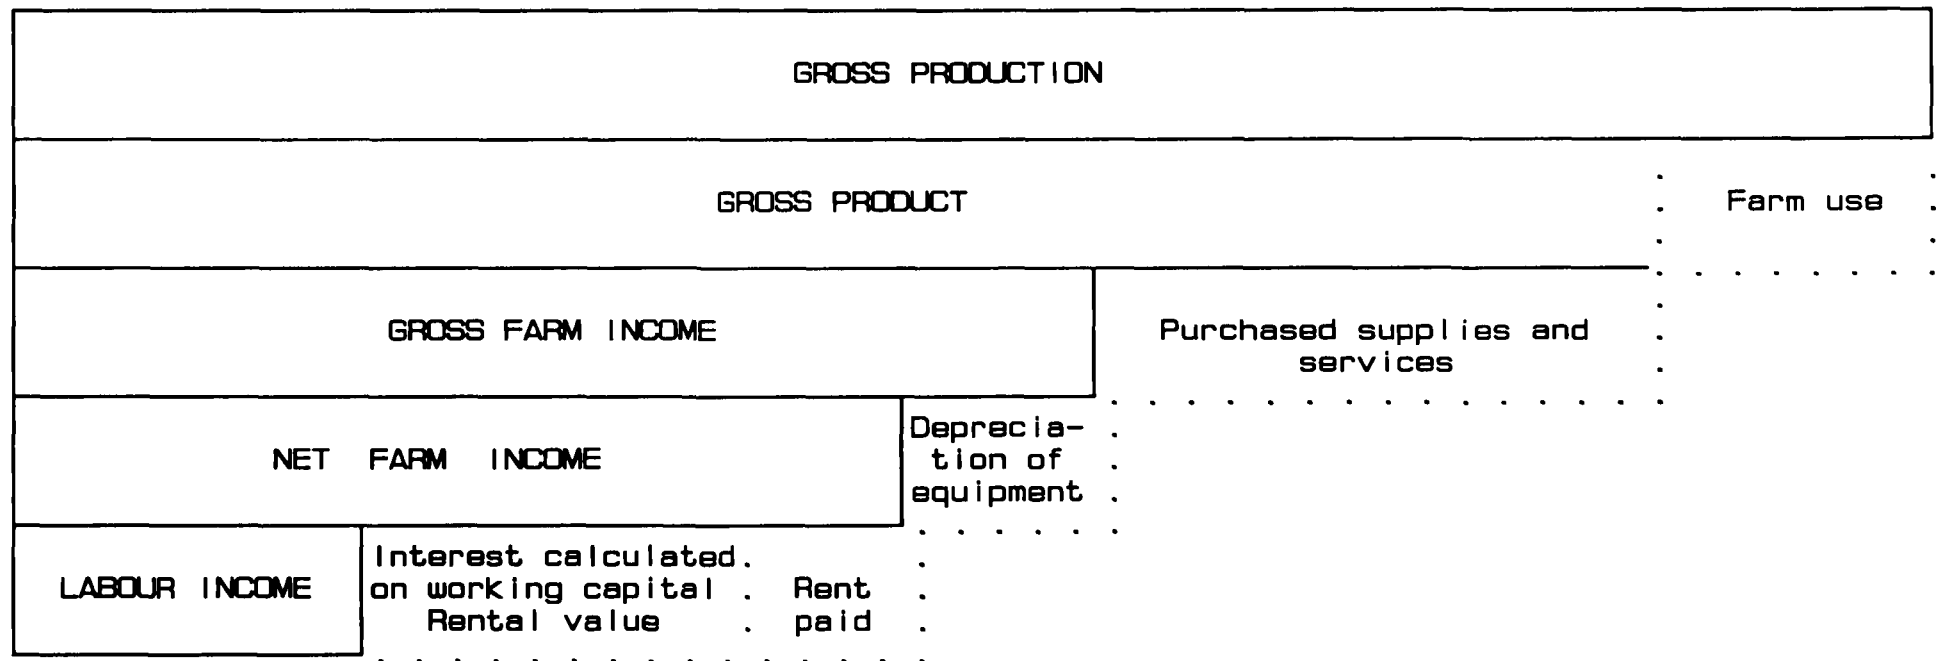 GROSS PRODUCTION
GROSS PRODUCT
Farm use
GROSS FARM INCOME
Purchased supplies and
services
NET FARM INCOME
Deprecia-
tion of
equipment
LABOUR INCOME
Interest calculated
on working capital
Rental value
Rent
paid